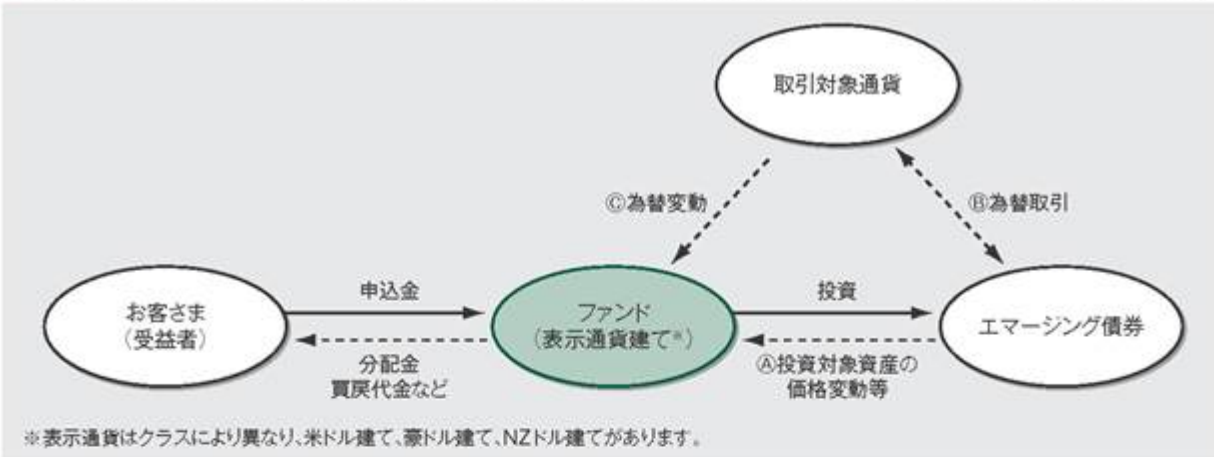 取引対象通貨
Ⓒ為替変動
Ⓑ為替取引
お客さま
（受益者）
申込金
分配金
買戻代金など
ファンド
（表示通貨建て※）
投資
Ⓐ投資対象資産の
価格変動等
エマージング債券
※表示通貨はクラスにより異なり、米ドル建て、豪ドル建て、NZドル建てがあります。